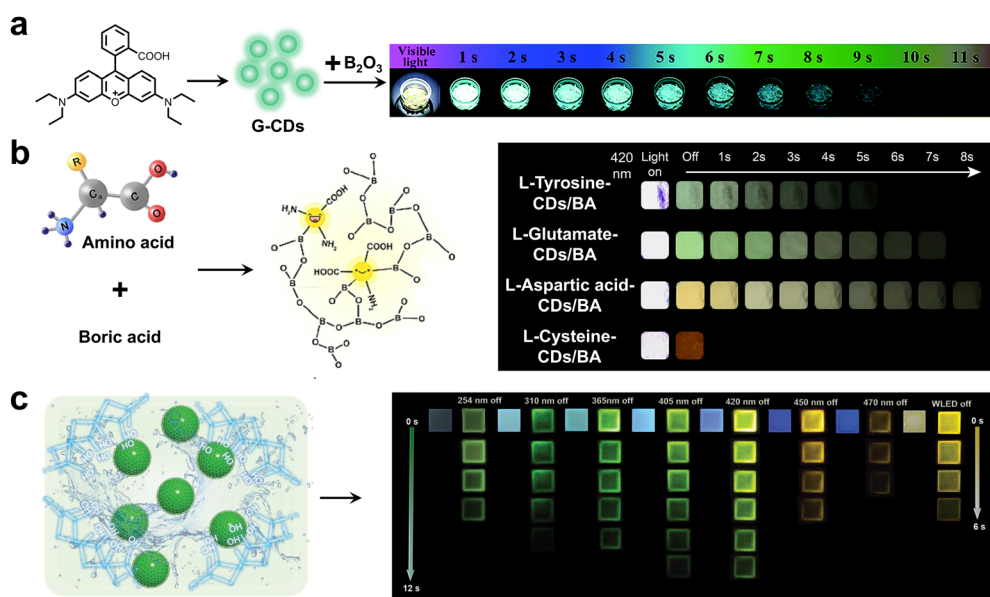 a
COOH
N
O
+
N
G-CDs
+B₂O₃
Visible light
1 s 2 s 3 s 4 s 5 s 6 s 7 s 8 s 9 s 10 s 11 s
b
R
O
Cα
C
N
O
Amino acid
+
Boric acid
H₂N
COOH
NH₂
COOH
HOOC
NH₂
420 nm
Light on
Off 1s 2s 3s 4s 5s 6s 7s 8s
L-Tyrosine-
CDs/BA
L-Glutamate-
CDs/BA
L-Aspartic acid-
CDs/BA
L-Cysteine-
CDs/BA
c
HO
HO
HO
254 nm off 310 nm off 365nm off 405 nm off 420 nm off 450 nm off 470 nm off WLED off
0 s
0 s
6 s
12 s